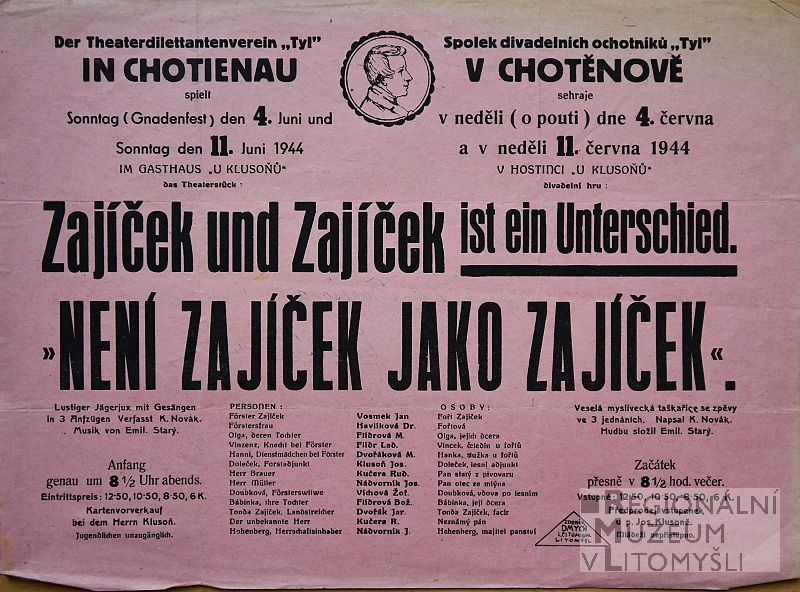 Der Theaterdilettantenverein „Tyl"
IN CHOTIENAU
spielt
Sonntag (Gnadenfest) den 4. Juni und
Sonntag den 11. Juni 1944
IM GASTHAUS „U KLUSOŇŮ"
das Theaterstück:
Spolek divadelních ochotníků „Tyl"
V CHOTĚNOVĚ
sehraje
v neděli (o pouti) dne 4. června
a v neděli 11. června 1944
V HOSTINCI „U KLUSOŇŮ"
divadelní hru:
Zajíček und Zajíček ist ein Unterschied.
„NENÍ ZAJÍČEK JAKO ZAJÍČEK".
Lustiger Jägerjux mit Gesängen
in 3 Anfzügen Verfasst K. Novák.
Musik von Emil. Starý.
Anfang
genau um 8 1/2 Uhr abends.
Eintrittspreis: 12·50, 10·50, 8·50, 6 K.
Kartenvorverkauf
bei dem Herrn Klusoň.
Jugendlichen unzugänglich.
PERSONEN:
Förster Zajíček Vosmek Jan
Förstersfrau Havlíková Dr.
Olga, deren Tochter Flídrová M.
Vinzenz, Knecht bei Förster Flídr Lad.
Hanni, Dienstmädchen bei Förster Dvořáková M.
Doleček, Forstadjunkt Klusoň Jos.
Herr Brauer Kučera Rud.
Herr Müller Nádvorník Jos.
Doubková, Försterswitwe Víchová Žof.
Bábinka, ihre Tochter Flídrová Bož.
Tonda Zajíček, Landstreicher Dvořák Jar.
Der unbekannte Herr Kučera R.
Hohenberg, Herrschaftsinhaber Nádvorník J.
OSOBY:
Foři Zajíček
Fořtová
Olga, jejich dcera
Vincek, čeledín u fořtů
Hanka, služka u fořtů
Doleček, lesní adjunkt
Pan starý z pivovaru
Pan otec ze mlýna
Doubková, vdova po lesním
Bábinka, její dcera
Tonda Zajíček, facír
Neznámý pán
Hohenberg, majitel panství
Veselá myslivecká taškařice se zpěvy
ve 3 jednáních. Napsal K. Novák.
Hudbu složil Emil. Starý.
Začátek
přesně v 8 1/2 hod. večer.
Vstupné: 12·50, 10·50, 8·50, 6 K.
Předprodej vstupenek
u p. Jos. Klusoně.
Mládeži nepřístupno.
ZDENĚK
DMYCH
LITOMYŠL
REGIONÁLNÍ
MUZEUM
V LITOMYŠLI